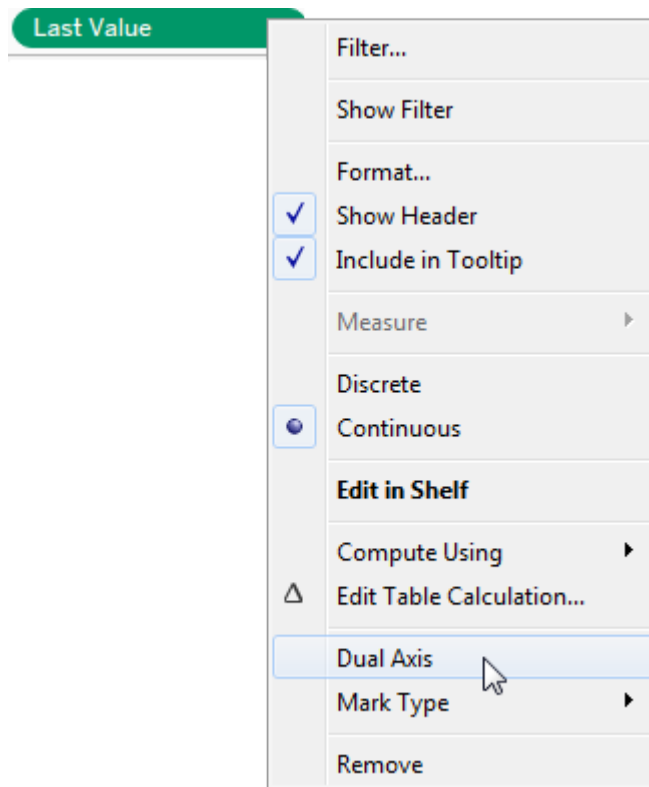 Last Value
Filter...
Show Filter
Format...
Show Header
Include in Tooltip
Measure
Discrete
Continuous
Edit in Shelf
Compute Using
Edit Table Calculation...
Dual Axis
Mark Type
Remove